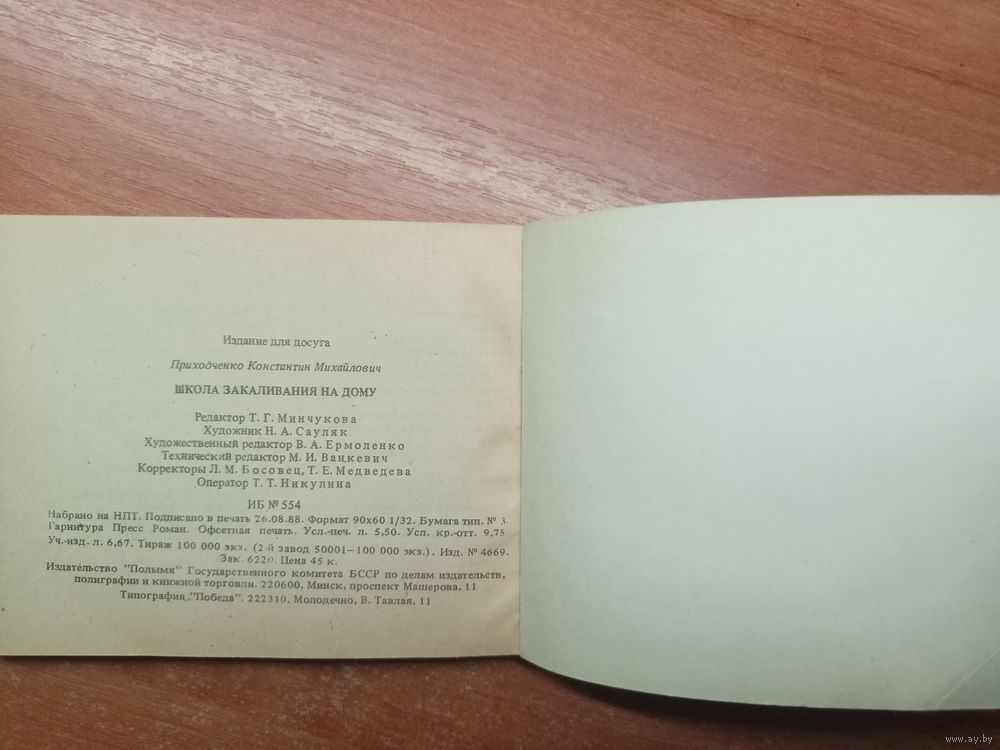 Издание для досуга
Приходченко Константин Михайлович
ШКОЛА ЗАКАЛИВАНИЯ НА ДОМУ
Редактор Т. Г. Минчукова
Художник Н. А. Сауляк
Художественный редактор В. А. Ермоленко
Технический редактор М. И. Ванкевич
Корректоры Л. М. Босовец, Т. Е. Медведева
Оператор Т. Т. Никулина
ИБ № 554
Набрано на НПТ. Подписано в печать 26.08.88. Формат 90х60 1/32. Бумага тип. № 3
Гарнитура Пресс Роман. Офсетная печать. Усл.-печ. л. 5,50. Усл. кр.-отт. 9,75
Уч.-изд. л. 6,67. Тираж 100 000 экз. (2-й завод 50001—100 000 экз.). Изд. № 4669.
Зак. 6220. Цена 45 к.
Издательство "Полымя" Государственного комитета БССР по делам издательств,
полиграфии и книжной торговли. 220600, Минск, проспект Машерова, 11
Типография "Победа". 222310, Молодечно, В. Тавлая, 11
www.ay.by